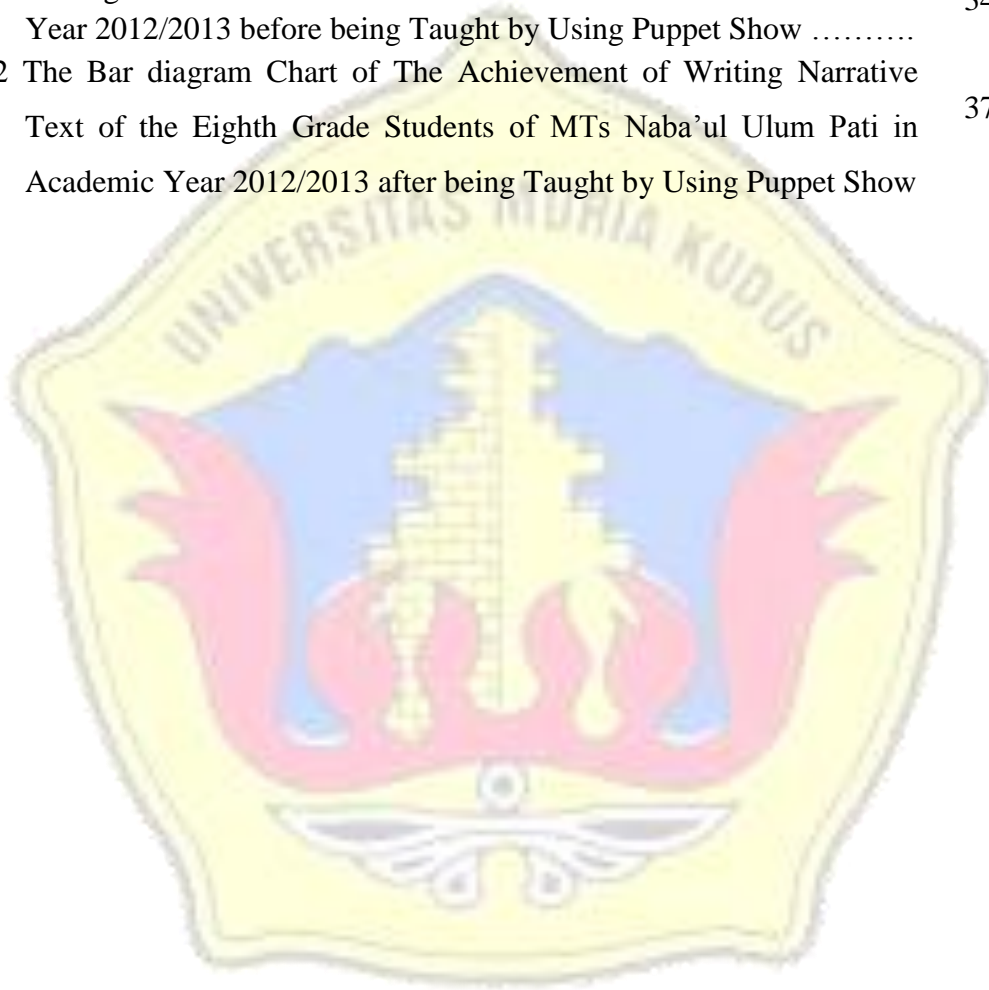 Year 2012/2013 before being Taught by Using Puppet Show ……….
34
2 The Bar diagram Chart of The Achievement of Writing Narrative
Text of the Eighth Grade Students of MTs Naba’ul Ulum Pati in
37
Academic Year 2012/2013 after being Taught by Using Puppet Show
UNIVERSITAS MURIA KUDUS